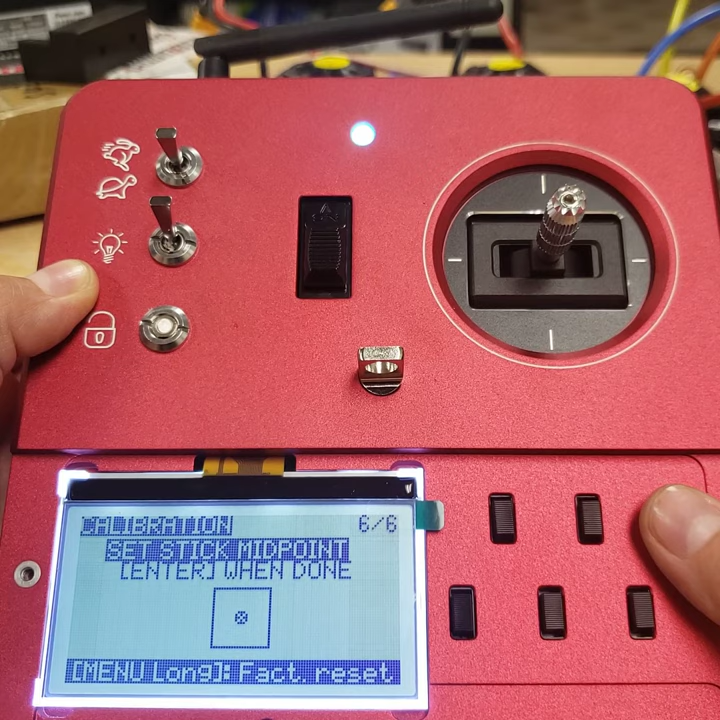 CALIBRATION 6/6
SET STICK MIDPOINT
[ENTER] WHEN DONE
[MENU Long]: Fact. reset